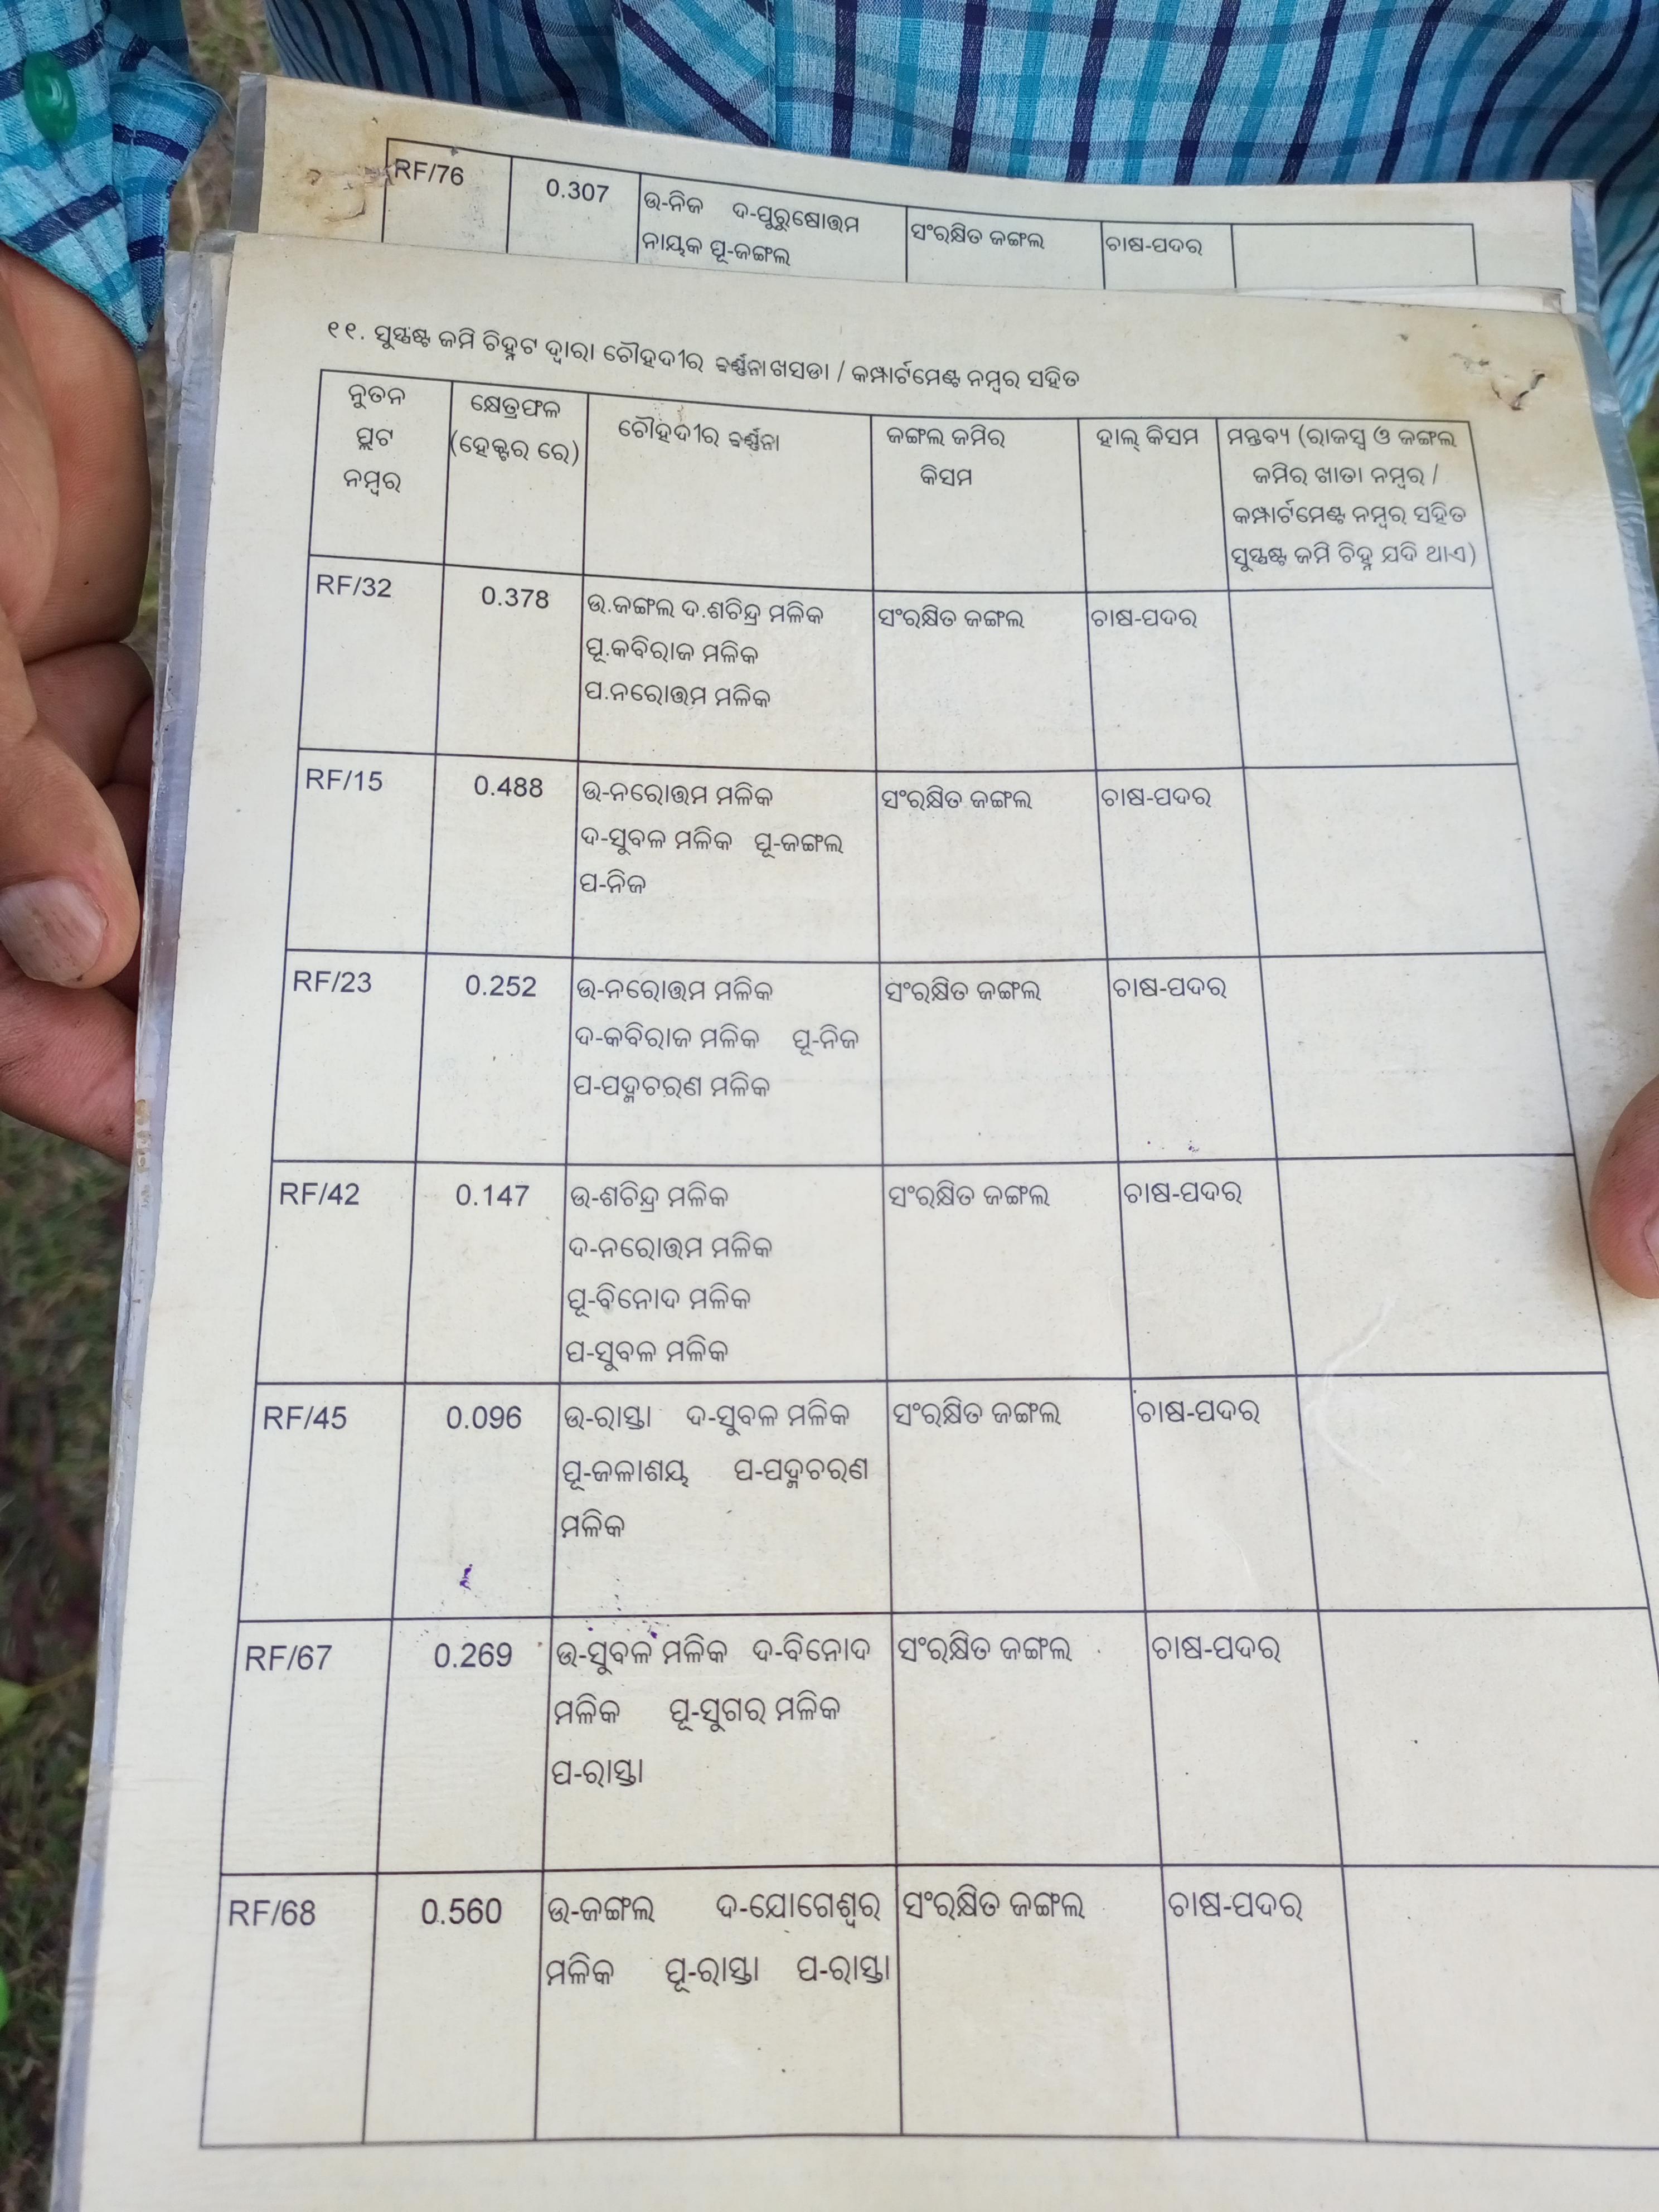 RF/76 0.307 ଉ-ନିଜ ଦ-ପୁରୁଷୋତ୍ତମ ସଂରକ୍ଷିତ ଜଙ୍ଗଲ ଚାଷ-ପଦର
ନାୟକ ପୂ-ଜଙ୍ଗଲ
୧୧. ସୁସ୍ପଷ୍ଟ ଜମି ଚିହ୍ନଟ ଦ୍ୱାରା ଚୌହଦୀର ବର୍ଣ୍ଣନା ଖସଡା / କମ୍ପାର୍ଟମେଣ୍ଟ ନମ୍ବର ସହିତ
ନୁତନ କ୍ଷେତ୍ରଫଳ ଚୌହଦୀର ବର୍ଣ୍ଣନା ଜଙ୍ଗଲ ଜମିର ହାଲ୍ କିସମ ମନ୍ତବ୍ୟ (ରାଜସ୍ୱ ଓ ଜଙ୍ଗଲ
ପ୍ଲଟ (ହେକ୍ଟର ରେ) କିସମ ଜମିର ଖାତା ନମ୍ବର /
ନମ୍ବର କମ୍ପାର୍ଟମେଣ୍ଟ ନମ୍ବର ସହିତ
ସୁସ୍ପଷ୍ଟ ଜମି ଚିହ୍ନ ଯଦି ଥାଏ)
RF/32 0.378 ଉ.ଜଙ୍ଗଲ ଦ.ଶଚିନ୍ଦ୍ର ମଳିକ ସଂରକ୍ଷିତ ଜଙ୍ଗଲ ଚାଷ-ପଦର
ପୂ.କବିରାଜ ମଳିକ
ପ.ନରୋତ୍ତମ ମଳିକ
RF/15 0.488 ଉ-ନରୋତ୍ତମ ମଳିକ ସଂରକ୍ଷିତ ଜଙ୍ଗଲ ଚାଷ-ପଦର
ଦ-ସୁବଳ ମଳିକ ପୂ-ଜଙ୍ଗଲ
ପ-ନିଜ
RF/23 0.252 ଉ-ନରୋତ୍ତମ ମଳିକ ସଂରକ୍ଷିତ ଜଙ୍ଗଲ ଚାଷ-ପଦର
ଦ-କବିରାଜ ମଳିକ ପୂ-ନିଜ
ପ-ପଦ୍ମଚରଣ ମଳିକ
RF/42 0.147 ଉ-ଶଚିନ୍ଦ୍ର ମଳିକ ସଂରକ୍ଷିତ ଜଙ୍ଗଲ ଚାଷ-ପଦର
ଦ-ନରୋତ୍ତମ ମଳିକ
ପୂ-ବିନୋଦ ମଳିକ
ପ-ସୁବଳ ମଳିକ
RF/45 0.096 ଉ-ରାସ୍ତା ଦ-ସୁବଳ ମଳିକ ସଂରକ୍ଷିତ ଜଙ୍ଗଲ ଚାଷ-ପଦର
ପୂ-ଜଳାଶୟ ପ-ପଦ୍ମଚରଣ
ମଳିକ
RF/67 0.269 ଉ-ସୁବଳ ମଳିକ ଦ-ବିନୋଦ ସଂରକ୍ଷିତ ଜଙ୍ଗଲ ଚାଷ-ପଦର
ମଳିକ ପୂ-ସୁଗର ମଳିକ
ପ-ରାସ୍ତା
RF/68 0.560 ଉ-ଜଙ୍ଗଲ ଦ-ଯୋଗେଶ୍ୱର ସଂରକ୍ଷିତ ଜଙ୍ଗଲ ଚାଷ-ପଦର
ମଳିକ ପୂ-ରାସ୍ତା ପ-ରାସ୍ତା